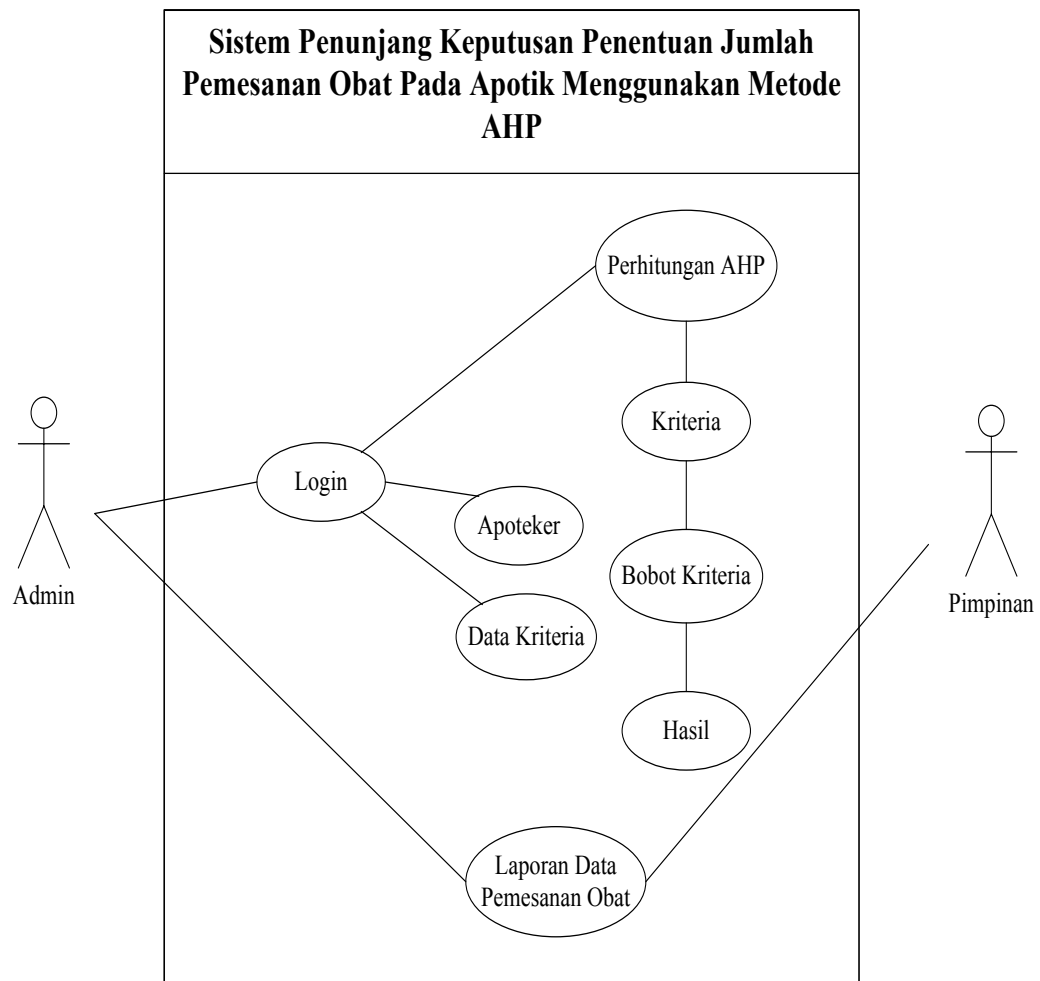 Sistem Penunjang Keputusan Penentuan Jumlah
Pemesanan Obat Pada Apotik Menggunakan Metode
AHP
Perhitungan AHP
Kriteria
Login
Apoteker
Bobot Kriteria
Admin
Pimpinan
Data Kriteria
Hasil
Laporan Data
Pemesanan Obat